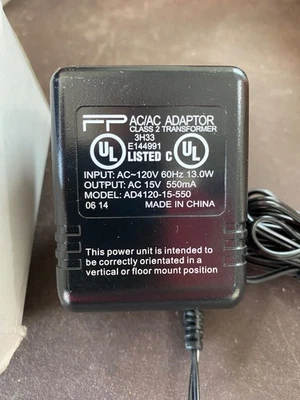 FP AC/AC ADAPTOR
CLASS 2 TRANSFORMER
3H33
E144991
UL LISTED C UL
INPUT: AC~120V 60Hz 13.0W
OUTPUT: AC 15V 550mA
MODEL: AD4120-15-550
06 14 MADE IN CHINA
This power unit is intended to
be correctly orientated in a
vertical or floor mount position